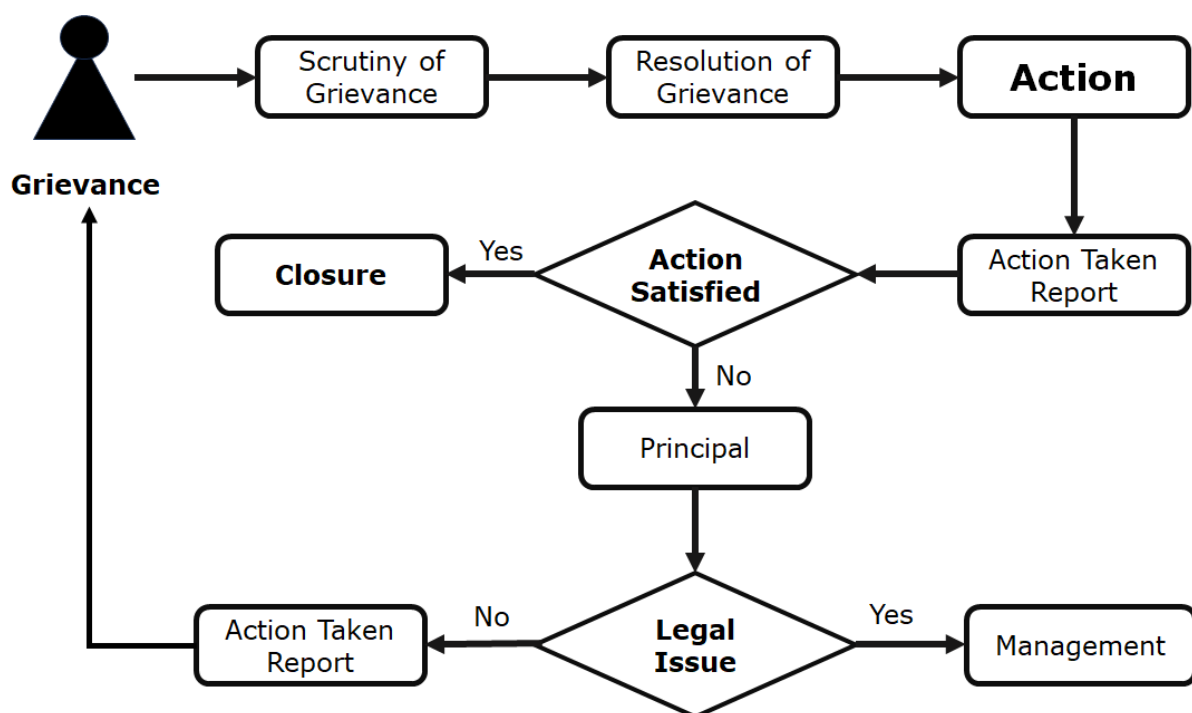 Scrutiny of
Grievance
Resolution of
Grievance
Action
Grievance
Closure
Yes
Action
Satisfied
Action Taken
Report
No
Principal
Action Taken
Report
No
Legal
Issue
Yes
Management